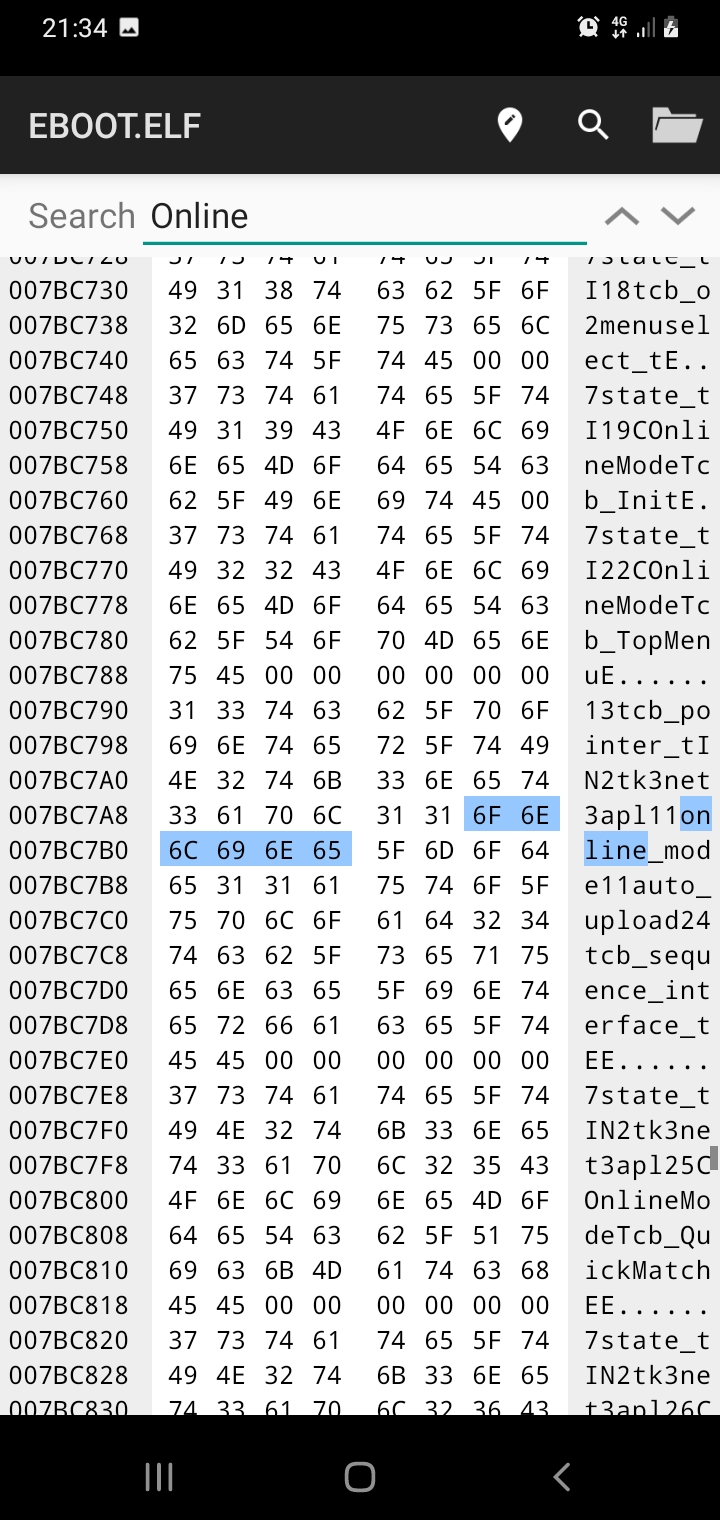 21:34
4G
EBOOT.ELF
Search Online
007BC728 37 73 74 61 74 65 5F 74 7state_t
007BC730 49 31 38 74 63 62 5F 6F I18tcb_o
007BC738 32 6D 65 6E 75 73 65 6C 2menusel
007BC740 65 63 74 5F 74 45 00 00 ect_tE..
007BC748 37 73 74 61 74 65 5F 74 7state_t
007BC750 49 31 39 43 4F 6E 6C 69 I19COnli
007BC758 6E 65 4D 6F 64 65 54 63 neModeTc
007BC760 62 5F 49 6E 69 74 45 00 b_InitE.
007BC768 37 73 74 61 74 65 5F 74 7state_t
007BC770 49 32 32 43 4F 6E 6C 69 I22COnli
007BC778 6E 65 4D 6F 64 65 54 63 neModeTc
007BC780 62 5F 54 6F 70 4D 65 6E b_TopMen
007BC788 75 45 00 00 00 00 00 00 uE......
007BC790 31 33 74 63 62 5F 70 6F 13tcb_po
007BC798 69 6E 74 65 72 5F 74 49 inter_tI
007BC7A0 4E 32 74 6B 33 6E 65 74 N2tk3net
007BC7A8 33 61 70 6C 31 31 6F 6E 3apl11on
007BC7B0 6C 69 6E 65 5F 6D 6F 64 line_mod
007BC7B8 65 31 31 61 75 74 6F 5F e11auto_
007BC7C0 75 70 6C 6F 61 64 32 34 upload24
007BC7C8 74 63 62 5F 73 65 71 75 tcb_sequ
007BC7D0 65 6E 63 65 5F 69 6E 74 ence_int
007BC7D8 65 72 66 61 63 65 5F 74 erface_t
007BC7E0 45 45 00 00 00 00 00 00 EE......
007BC7E8 37 73 74 61 74 65 5F 74 7state_t
007BC7F0 49 4E 32 74 6B 33 6E 65 IN2tk3ne
007BC7F8 74 33 61 70 6C 32 35 43 t3apl25C
007BC800 4F 6E 6C 69 6E 65 4D 6F OnlineMo
007BC808 64 65 54 63 62 5F 51 75 deTcb_Qu
007BC810 69 63 6B 4D 61 74 63 68 ickMatch
007BC818 45 45 00 00 00 00 00 00 EE......
007BC820 37 73 74 61 74 65 5F 74 7state_t
007BC828 49 4E 32 74 6B 33 6E 65 IN2tk3ne
007BC830 74 33 61 70 6C 32 36 43 t3apl26C